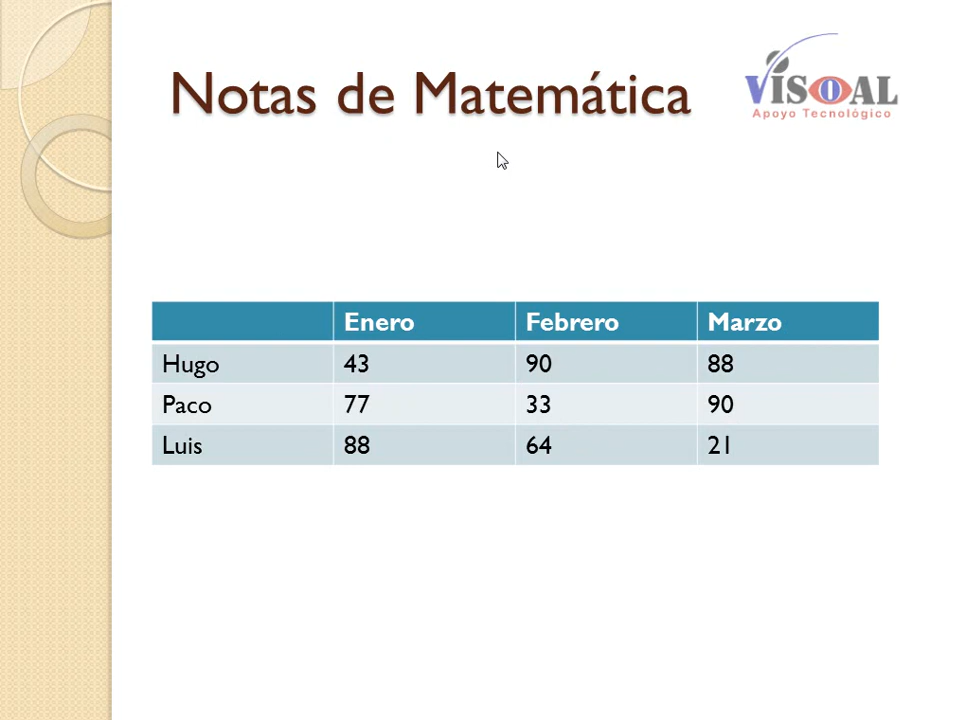 Notas de Matemática
VISOAL
Apoyo Tecnológico
Enero Febrero Marzo
Hugo 43 90 88
Paco 77 33 90
Luis 88 64 21